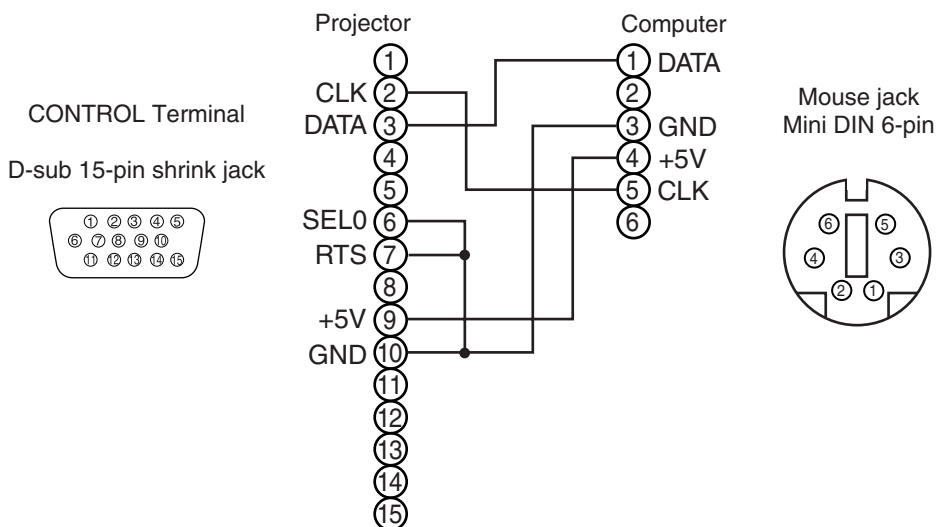 Projector
Computer
CONTROL Terminal
D-sub 15-pin shrink jack
① ② ③ ④ ⑤
⑥ ⑦ ⑧ ⑨ ⑩
⑪ ⑫ ⑬ ⑭ ⑮
①
CLK ②
DATA ③
④
⑤
SEL0 ⑥
RTS ⑦
⑧
+5V ⑨
GND ⑩
⑪
⑫
⑬
⑭
⑮
① DATA
②
③ GND
④ +5V
⑤ CLK
⑥
Mouse jack
Mini DIN 6-pin
⑥ ⑤
④ ③
② ①